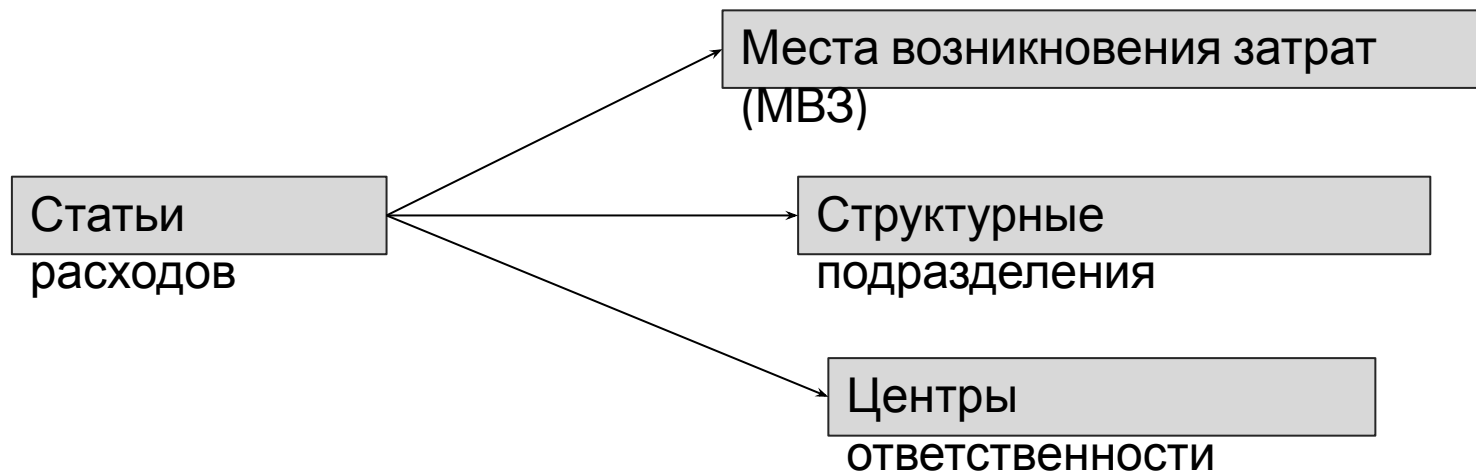 Места возникновения затрат
(МВЗ)
Статьи
расходов
Структурные
подразделения
Центры
ответственности